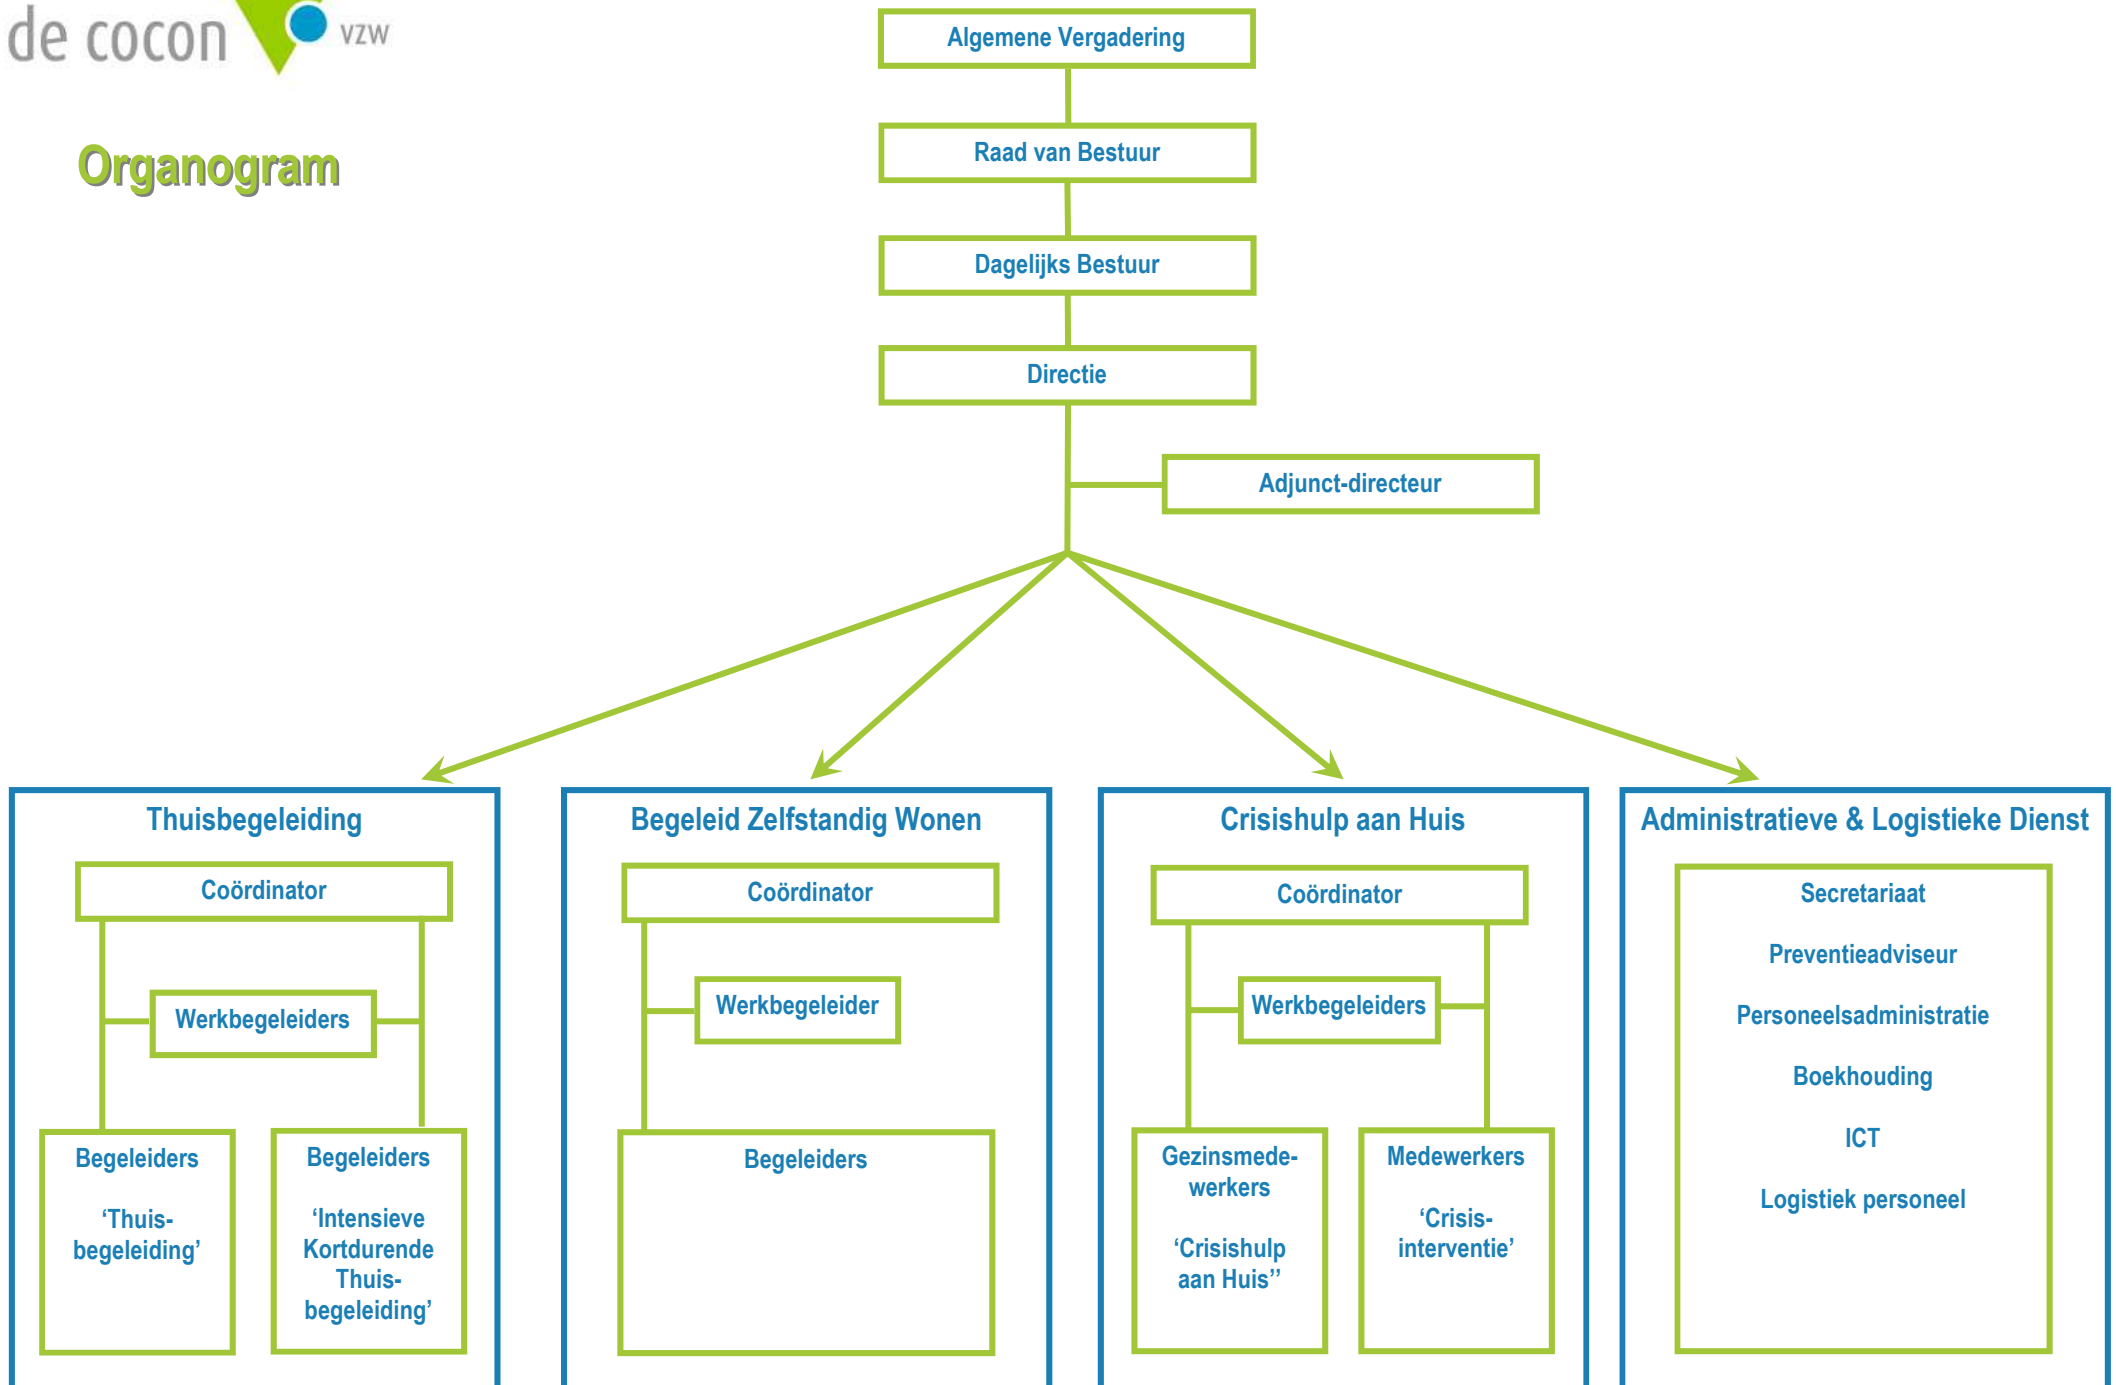 de cocon vzw
Organogram
Algemene Vergadering
Raad van Bestuur
Dagelijks Bestuur
Directie
Adjunct-directeur
Thuisbegeleiding
Coördinator
Werkbegeleiders
Begeleiders
‘Thuis-
begeleiding’
Begeleiders
‘Intensieve
Kortdurende
Thuis-
begeleiding’
Begeleid Zelfstandig Wonen
Coördinator
Werkbegeleider
Begeleiders
Crisishulp aan Huis
Coördinator
Werkbegeleiders
Gezinsmede-
werkers
‘Crisishulp
aan Huis’’
Medewerkers
‘Crisis-
interventie’
Administratieve & Logistieke Dienst
Secretariaat
Preventieadviseur
Personeelsadministratie
Boekhouding
ICT
Logistiek personeel